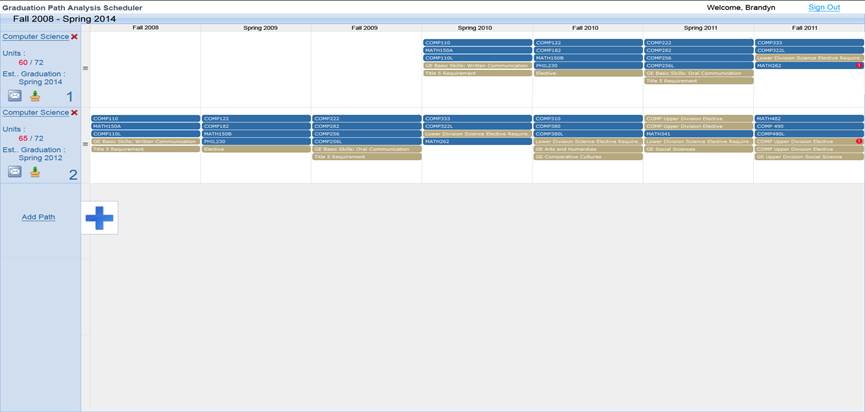 Graduation Path Analysis Scheduler
Welcome, Brandyn
Sign Out
Fall 2008 - Spring 2014
Fall 2008
Spring 2009
Fall 2009
Spring 2010
Fall 2010
Spring 2011
Fall 2011
Computer Science
Units :
60 / 72
Est.. Graduation :
Spring 2014
1
COMP110
MATH150A
COMP110L
GE Basic Skills: Written Communication
Title 5 Requirement
COMP122
COMP182
MATH150B
PHIL230
Elective
COMP222
COMP282
COMP256
COMP256L
GE Basic Skills: Oral Communication
Title 5 Requirement
COMP333
COMP322L
Lower Division Science Elective Require
MATH262
Computer Science
Units :
65 / 72
Est.. Graduation :
Spring 2012
2
COMP110
MATH150A
COMP110L
GE Basic Skills: Written Communication
Title 5 Requirement
COMP122
COMP182
MATH150B
PHIL230
Elective
COMP222
COMP282
COMP256
COMP256L
GE Basic Skills: Oral Communication
Title 5 Requirement
COMP333
COMP322L
Lower Division Science Elective Require
MATH262
COMP310
COMP380
COMP380L
Lower Division Science Elective Require
GE Arts and Humanities
GE Comparative Cultures
COMP Upper Division Elective
COMP Upper Division Elective
MATH341
Lower Division Science Elective Require
GE Social Sciences
MATH482
COMP 490
COMP490L
COMP Upper Division Elective
GE Upper Division Social Science
Add Path